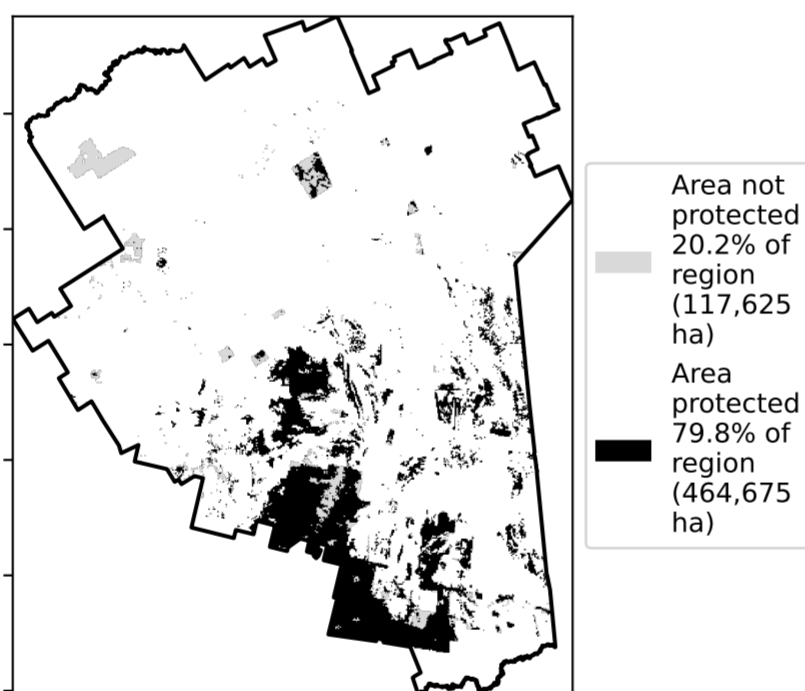 Area not
protected
20.2% of
region
(117,625
ha)
Area
protected
79.8% of
region
(464,675
ha)